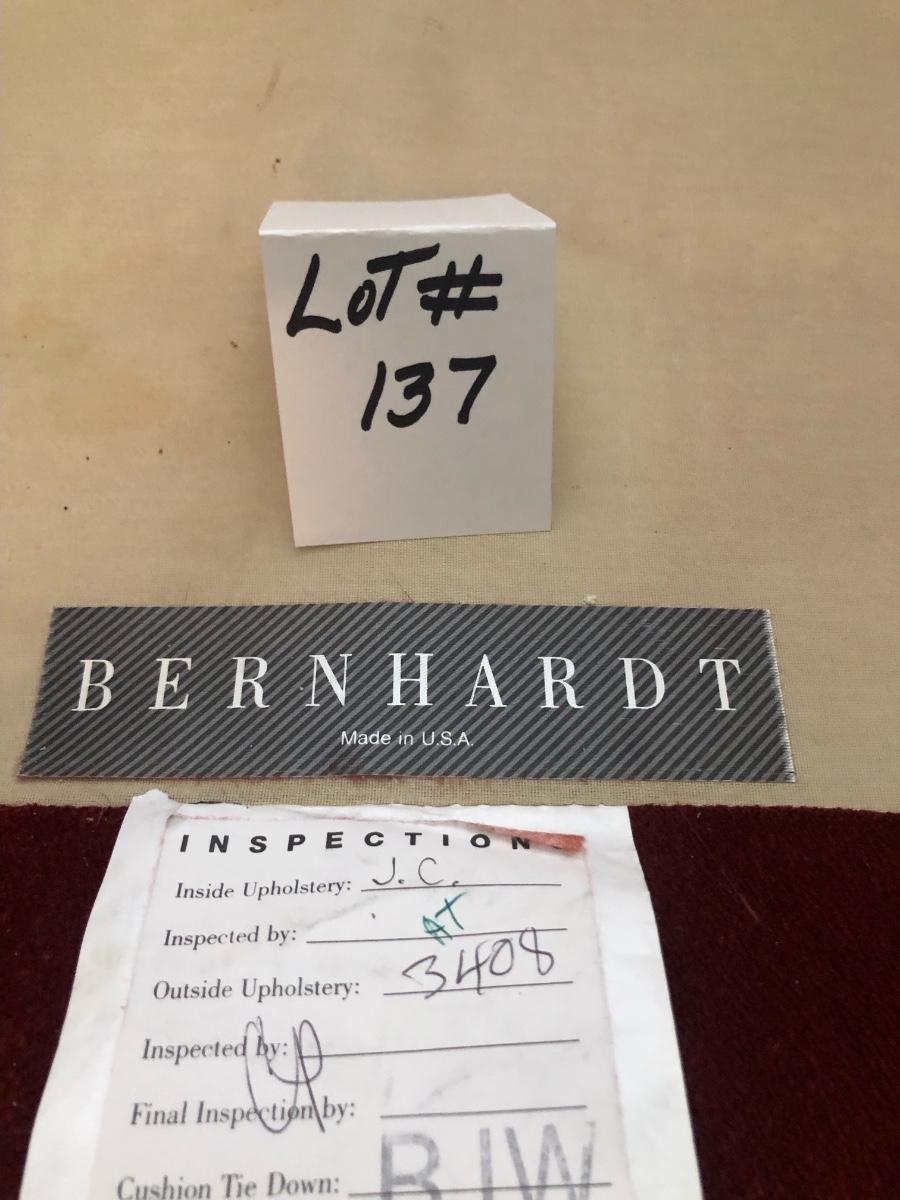 LOT #
137
BERNHARDT
Made in U.S.A.
INSPECTION
Inside Upholstery: J.C.
Inspected by: AT
Outside Upholstery: 3408
Inspected by:
Final Inspection by:
Cushion Tie Down: BJW